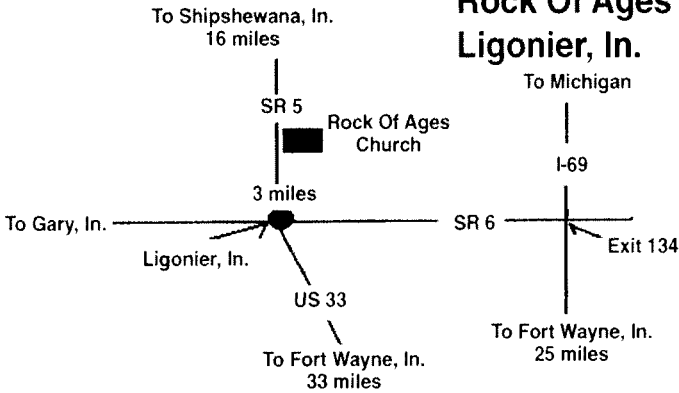 Rock Of Ages
Ligonier, In.
To Shipshewana, In.
16 miles
To Michigan
SR 5
Rock Of Ages
Church
I-69
3 miles
To Gary, In.
SR 6
Exit 134
Ligonier, In.
US 33
To Fort Wayne, In.
25 miles
To Fort Wayne, In.
33 miles